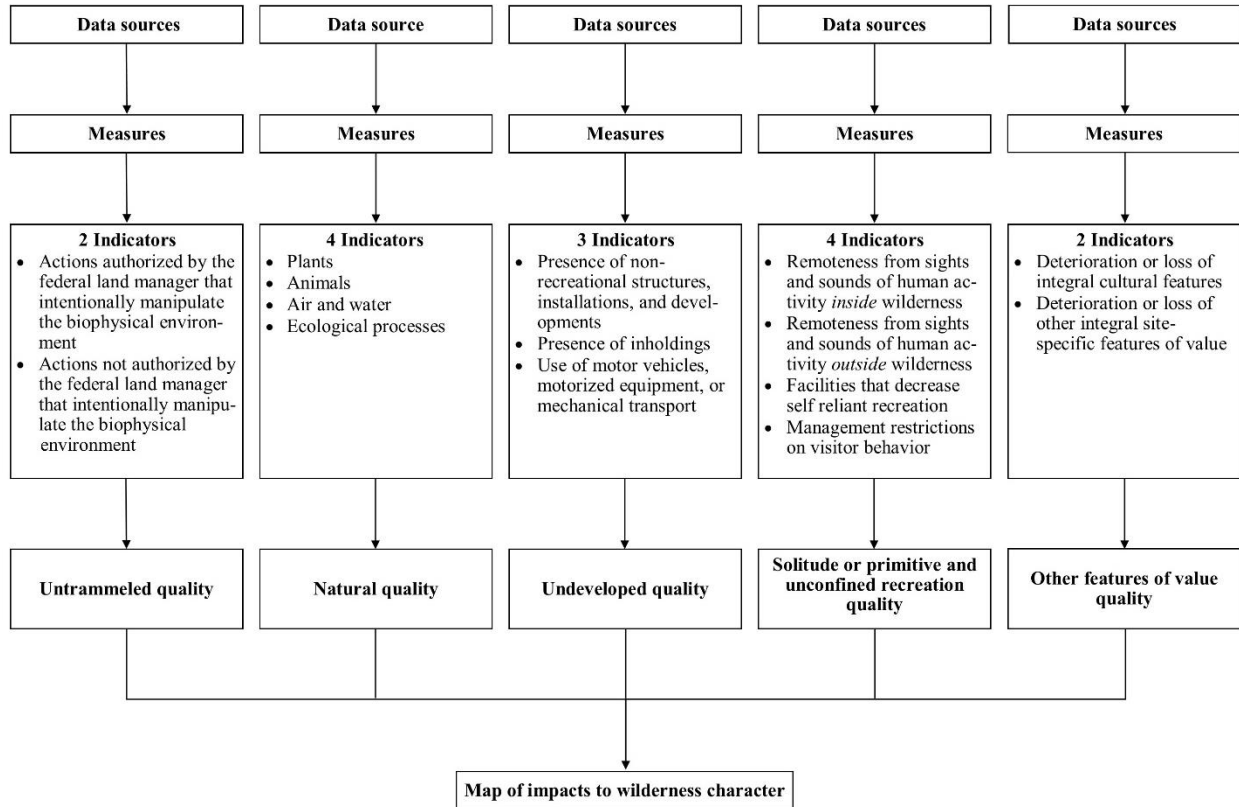 Data sources
Data source
Data sources
Data sources
Data sources
Measures
Measures
Measures
Measures
Measures
2 Indicators
• Actions authorized by the
federal land manager that
intentionally manipulate
the biophysical environ-
ment
• Actions not authorized by
the federal land manager
that intentionally manipu-
late the biophysical
environment
4 Indicators
• Plants
• Animals
• Air and water
• Ecological processes
3 Indicators
• Presence of non-
recreational structures,
installations, and devel-
opments
• Presence of inholdings
• Use of motor vehicles,
motorized equipment, or
mechanical transport
4 Indicators
• Remoteness from sights
and sounds of human ac-
tivity inside wilderness
• Remoteness from sights
and sounds of human ac-
tivity outside wilderness
• Facilities that decrease
self reliant recreation
• Management restrictions
on visitor behavior
2 Indicators
• Deterioration or loss of
integral cultural features
• Deterioration or loss of
other integral site-
specific features of value
Untrammeled quality
Natural quality
Undeveloped quality
Solitude or primitive and
unconfined recreation
quality
Other features of value
quality
Map of impacts to wilderness character